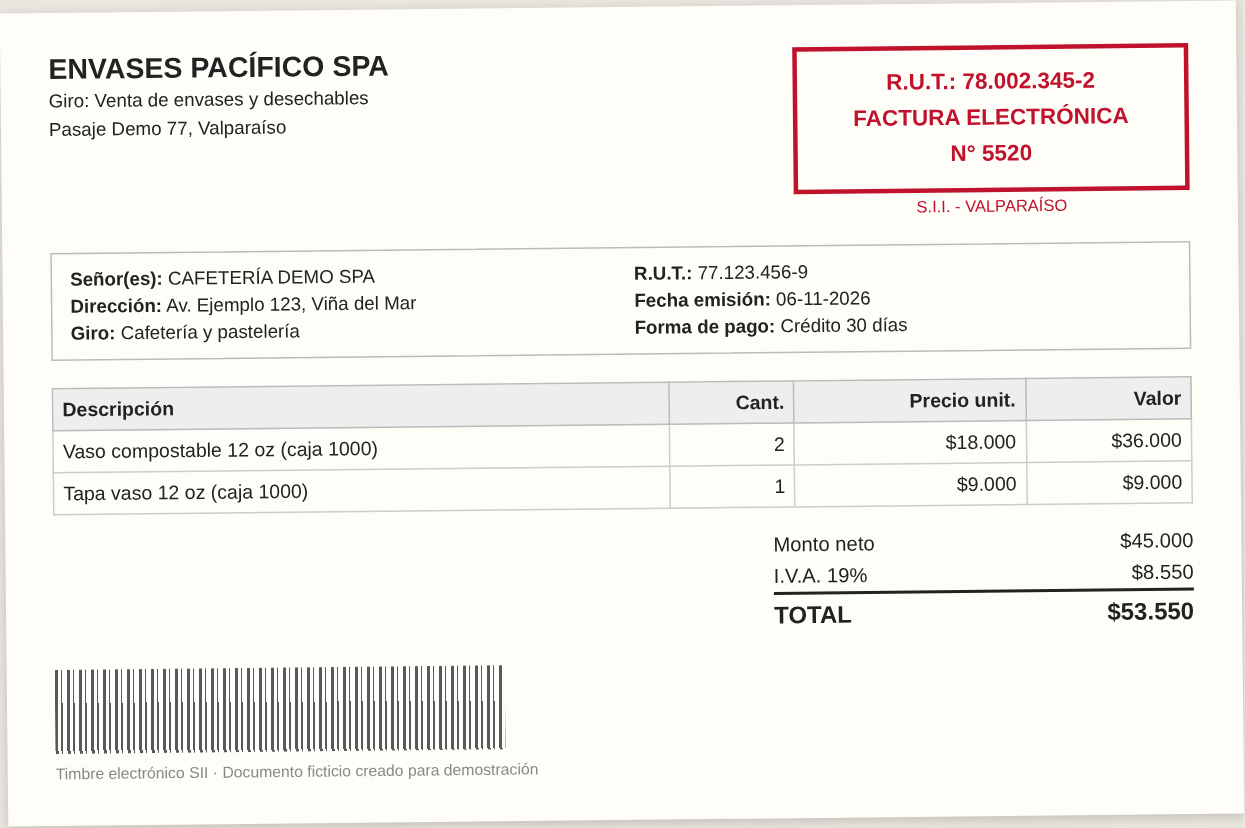 ENVASES PACÍFICO SPA
Giro: Venta de envases y desechables
Pasaje Demo 77, Valparaíso
R.U.T.: 78.002.345-2
FACTURA ELECTRÓNICA
N° 5520
S.I.I. - VALPARAÍSO
Señor(es): CAFETERÍA DEMO SPA
Dirección: Av. Ejemplo 123, Viña del Mar
Giro: Cafetería y pastelería
R.U.T.: 77.123.456-9
Fecha emisión: 06-11-2026
Forma de pago: Crédito 30 días
Descripción Cant. Precio unit. Valor
Vaso compostable 12 oz (caja 1000) 2 $18.000 $36.000
Tapa vaso 12 oz (caja 1000) 1 $9.000 $9.000
Monto neto $45.000
I.V.A. 19% $8.550
TOTAL $53.550
Timbre electrónico SII · Documento ficticio creado para demostración